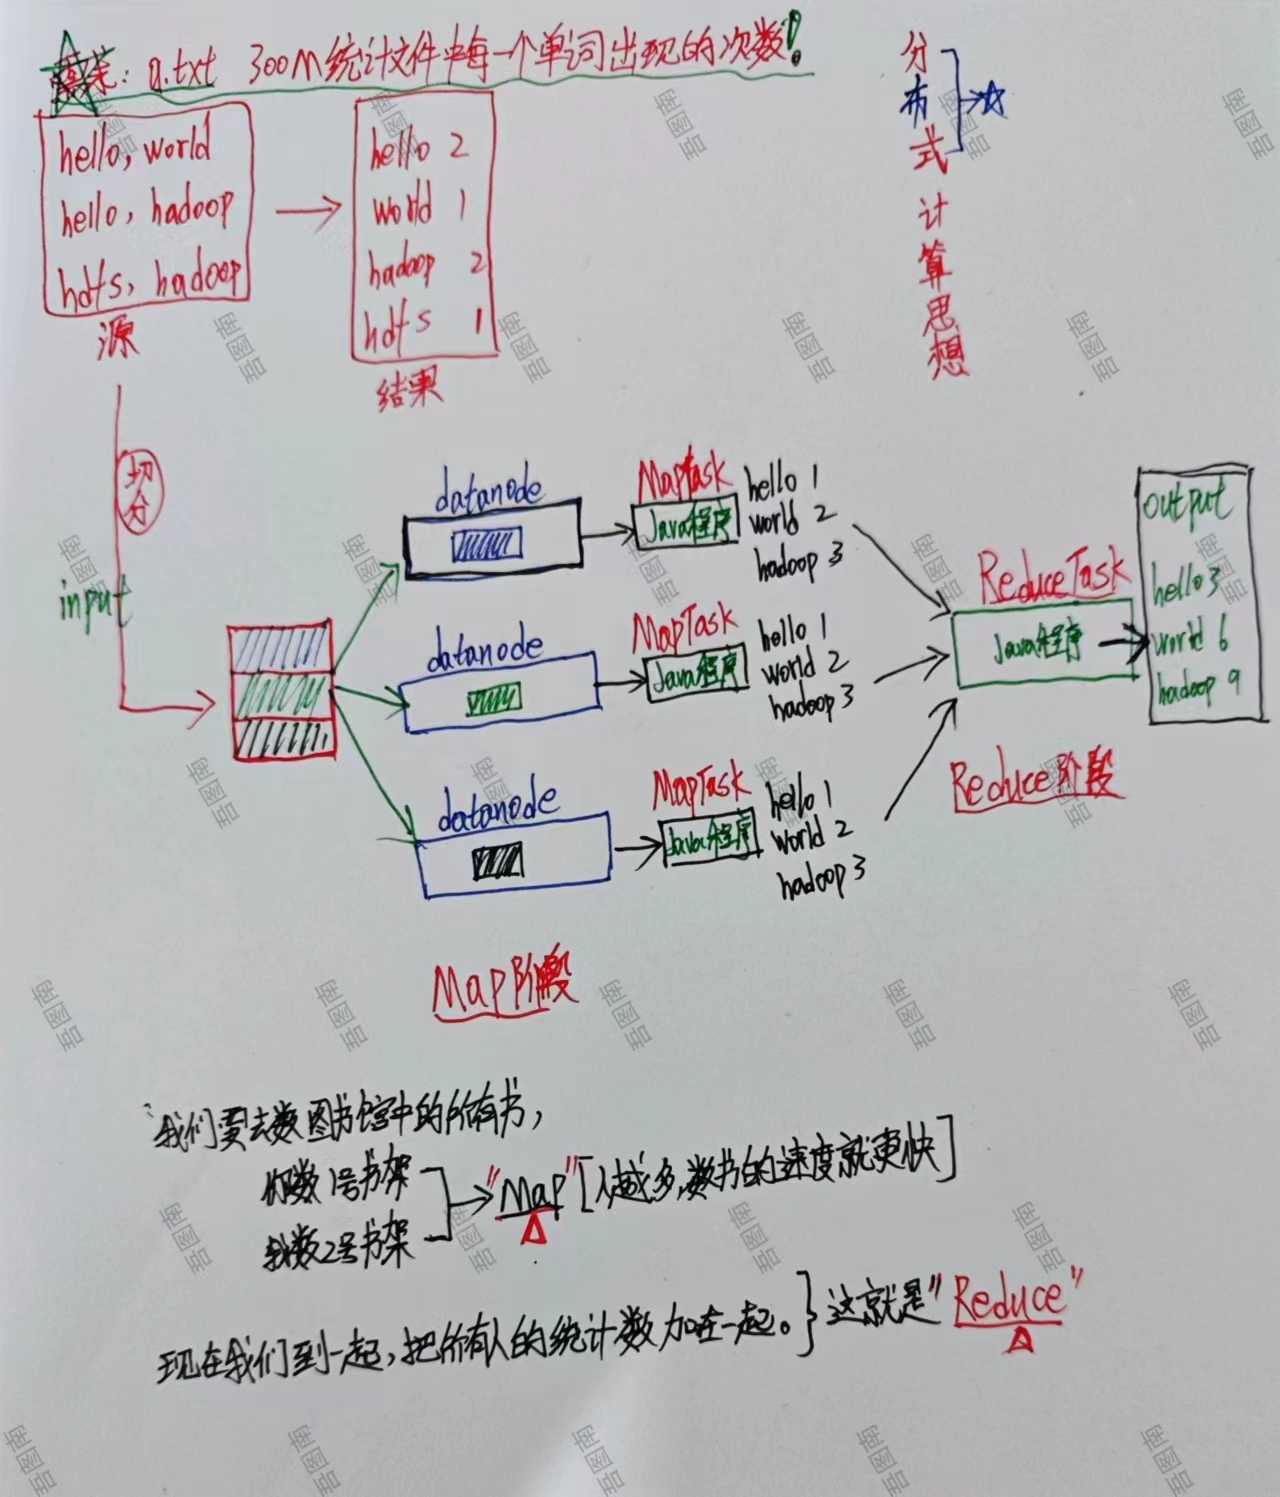 需求: a.txt 300M统计文件中每一个单词出现的次数!
hello, world
hello, hadoop
hdfs, hadoop
源
hello 2
world 1
hadoop 2
hdfs 1
结果
分布式计算思想
切分
input
datanode
MapTask
Java程序
hello 1
world 2
hadoop 3
datanode
MapTask
Java程序
hello 1
world 2
hadoop 3
datanode
MapTask
Java程序
hello 1
world 2
hadoop 3
Map阶段
ReduceTask
Java程序
Reduce阶段
output
hello 3
world 6
hadoop 9
我们要去数图书馆中的所有书,
你数1号书架
我数2号书架
"Map"[人越多,数书的速度就更快]
现在我们到一起,把所有人的统计数加在一起。}这就是"Reduce"